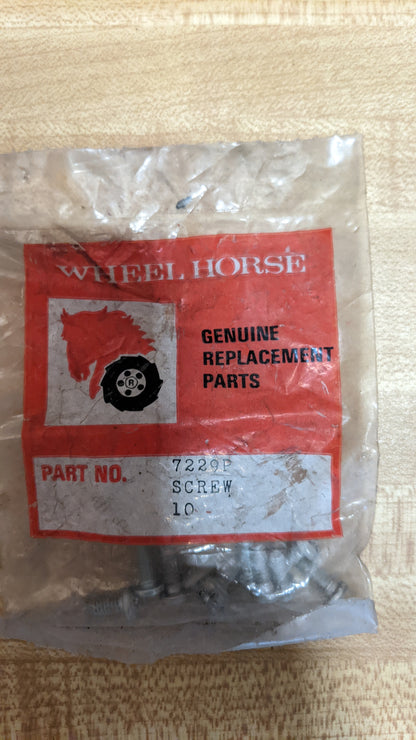 WHEEL HORSE
GENUINE
REPLACEMENT
PARTS
®
PART NO. 7229P
SCREW
10